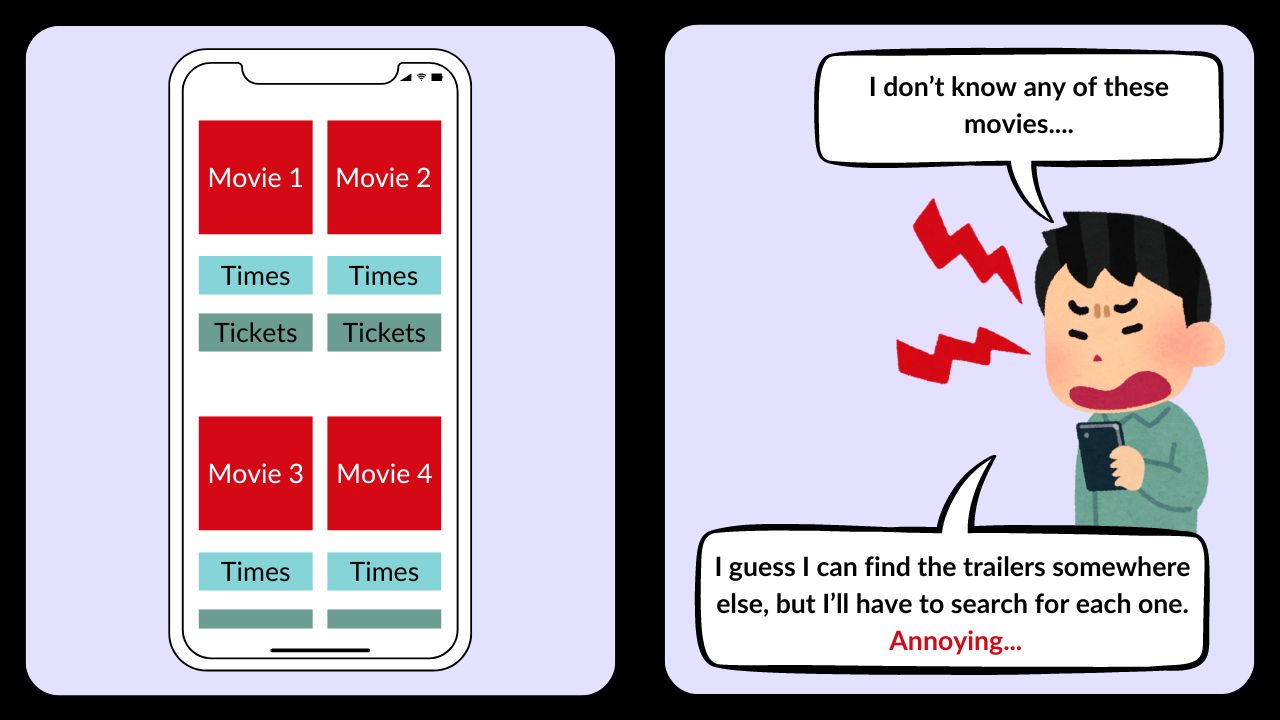 Movie 1 Movie 2
Times Times
Tickets Tickets
Movie 3 Movie 4
Times Times
I don’t know any of these
movies....
I guess I can find the trailers somewhere
else, but I’ll have to search for each one.
Annoying...